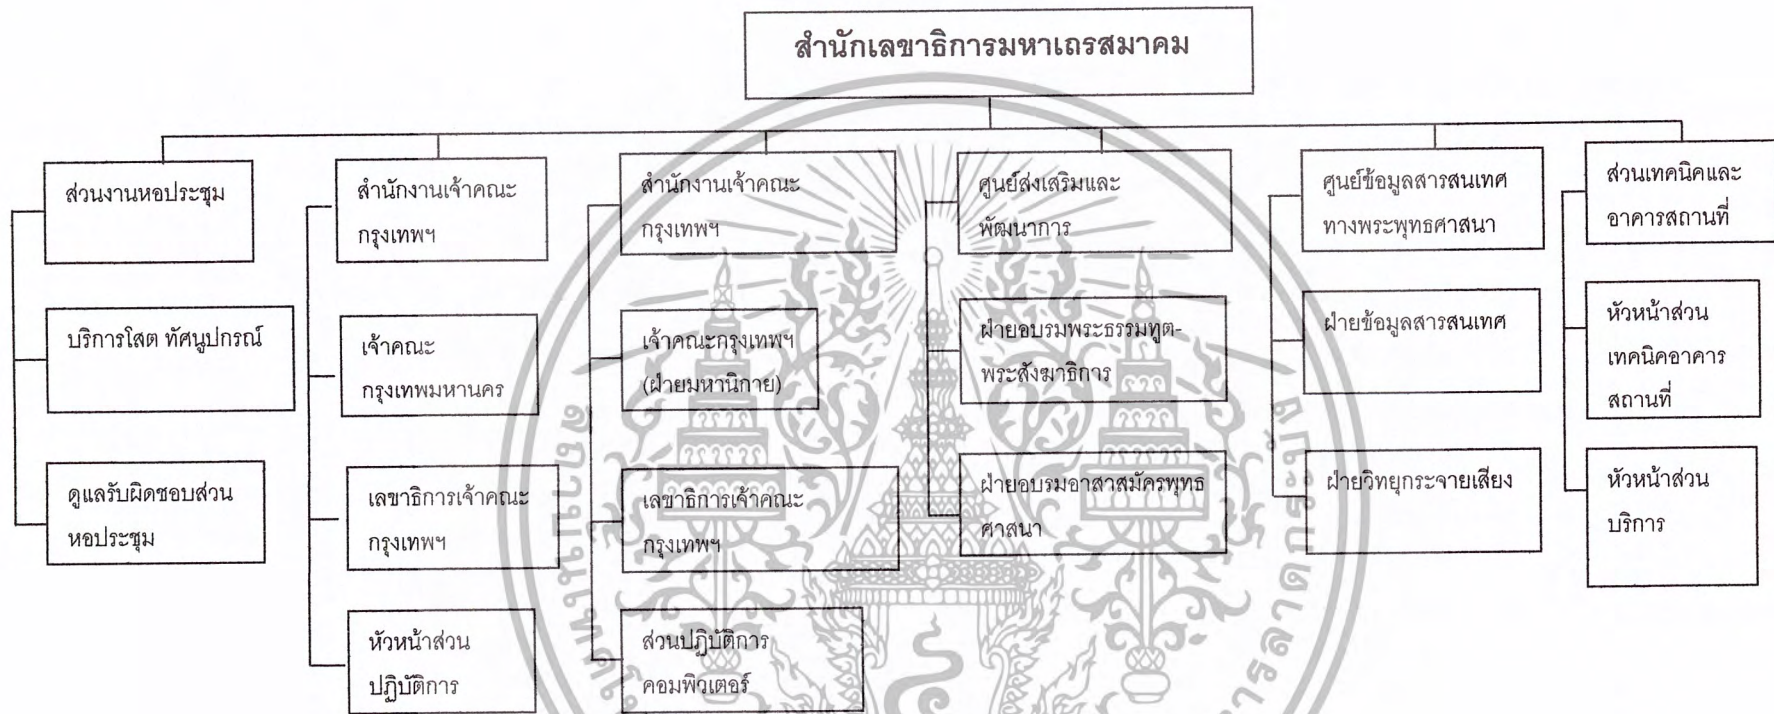 สำนักเลขาธิการมหาเถรสมาคม
ส่วนงานหอประชุม
บริการโสต ทัศนูปกรณ์
ดูแลรับผิดชอบส่วน
หอประชุม
สำนักงานเจ้าคณะ
กรุงเทพฯ
เจ้าคณะ
กรุงเทพมหานคร
เลขาธิการเจ้าคณะ
กรุงเทพฯ
หัวหน้าส่วน
ปฏิบัติการ
สำนักงานเจ้าคณะ
กรุงเทพฯ
เจ้าคณะกรุงเทพฯ
(ฝ่ายมหานิกาย)
เลขาธิการเจ้าคณะ
กรุงเทพฯ
ส่วนปฏิบัติการ
คอมพิวเตอร์
ศูนย์ส่งเสริมและ
พัฒนาการ
ฝ่ายอบรมพระธรรมทูต-
พระสังฆาธิการ
ฝ่ายอบรมอาสาสมัครพุทธ
ศาสนา
ศูนย์ข้อมูลสารสนเทศ
ทางพระพุทธศาสนา
ฝ่ายข้อมูลสารสนเทศ
ฝ่ายวิทยุกระจายเสียง
ส่วนเทคนิคและ
อาคารสถานที่
หัวหน้าส่วน
เทคนิคอาคาร
สถานที่
หัวหน้าส่วน
บริการ